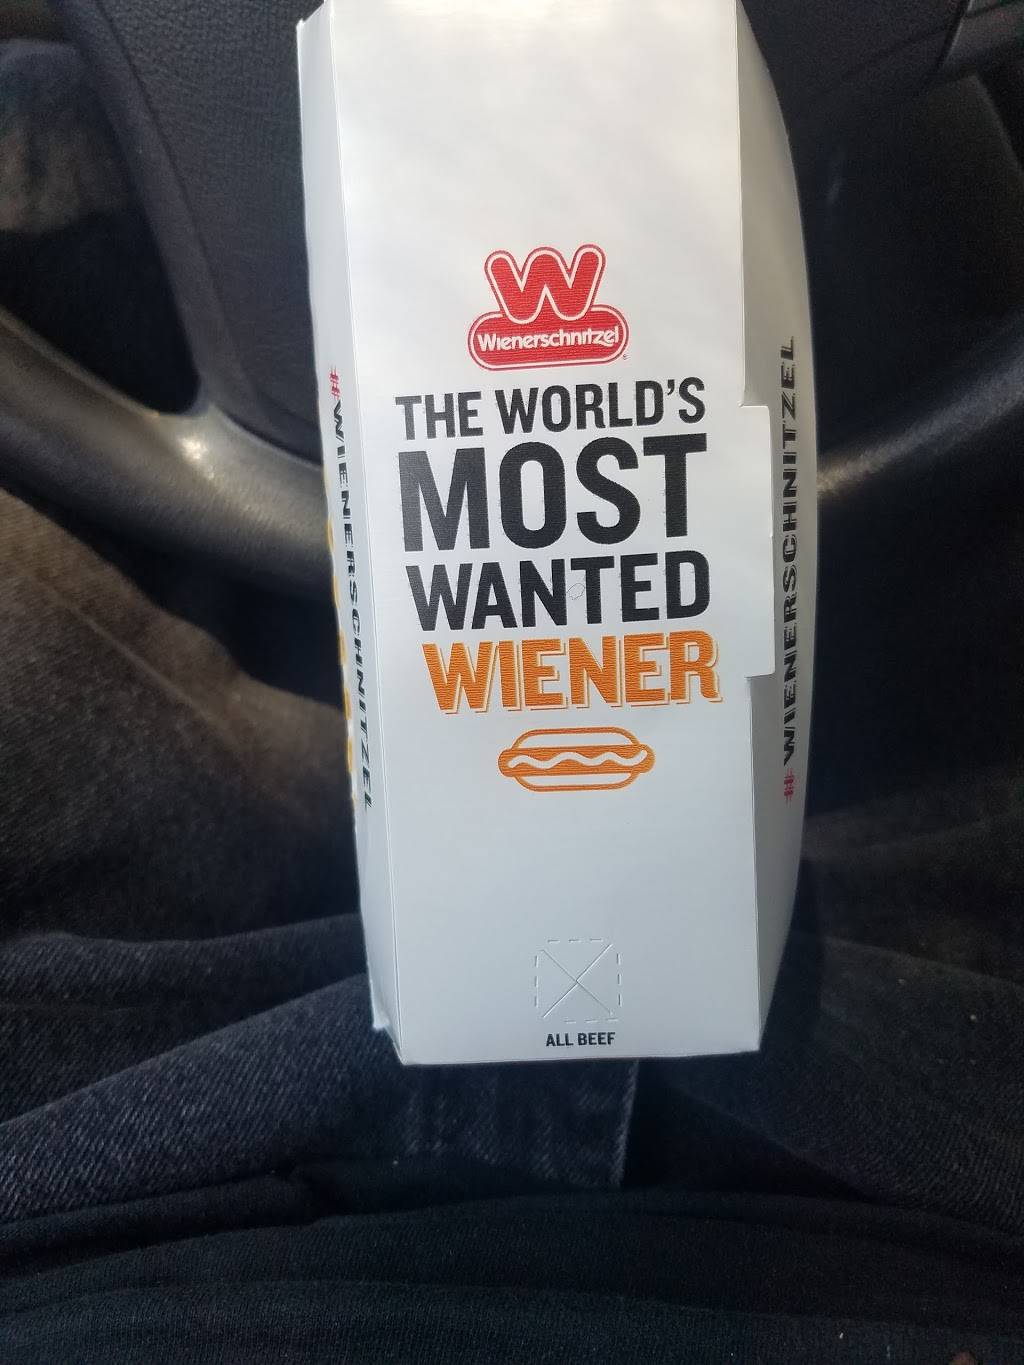 W
Wienerschnitzel
THE WORLD'S
MOST
WANTED
WIENER
ALL BEEF
#WIENERSCHNITZEL
#WIENERSCHNITZEL